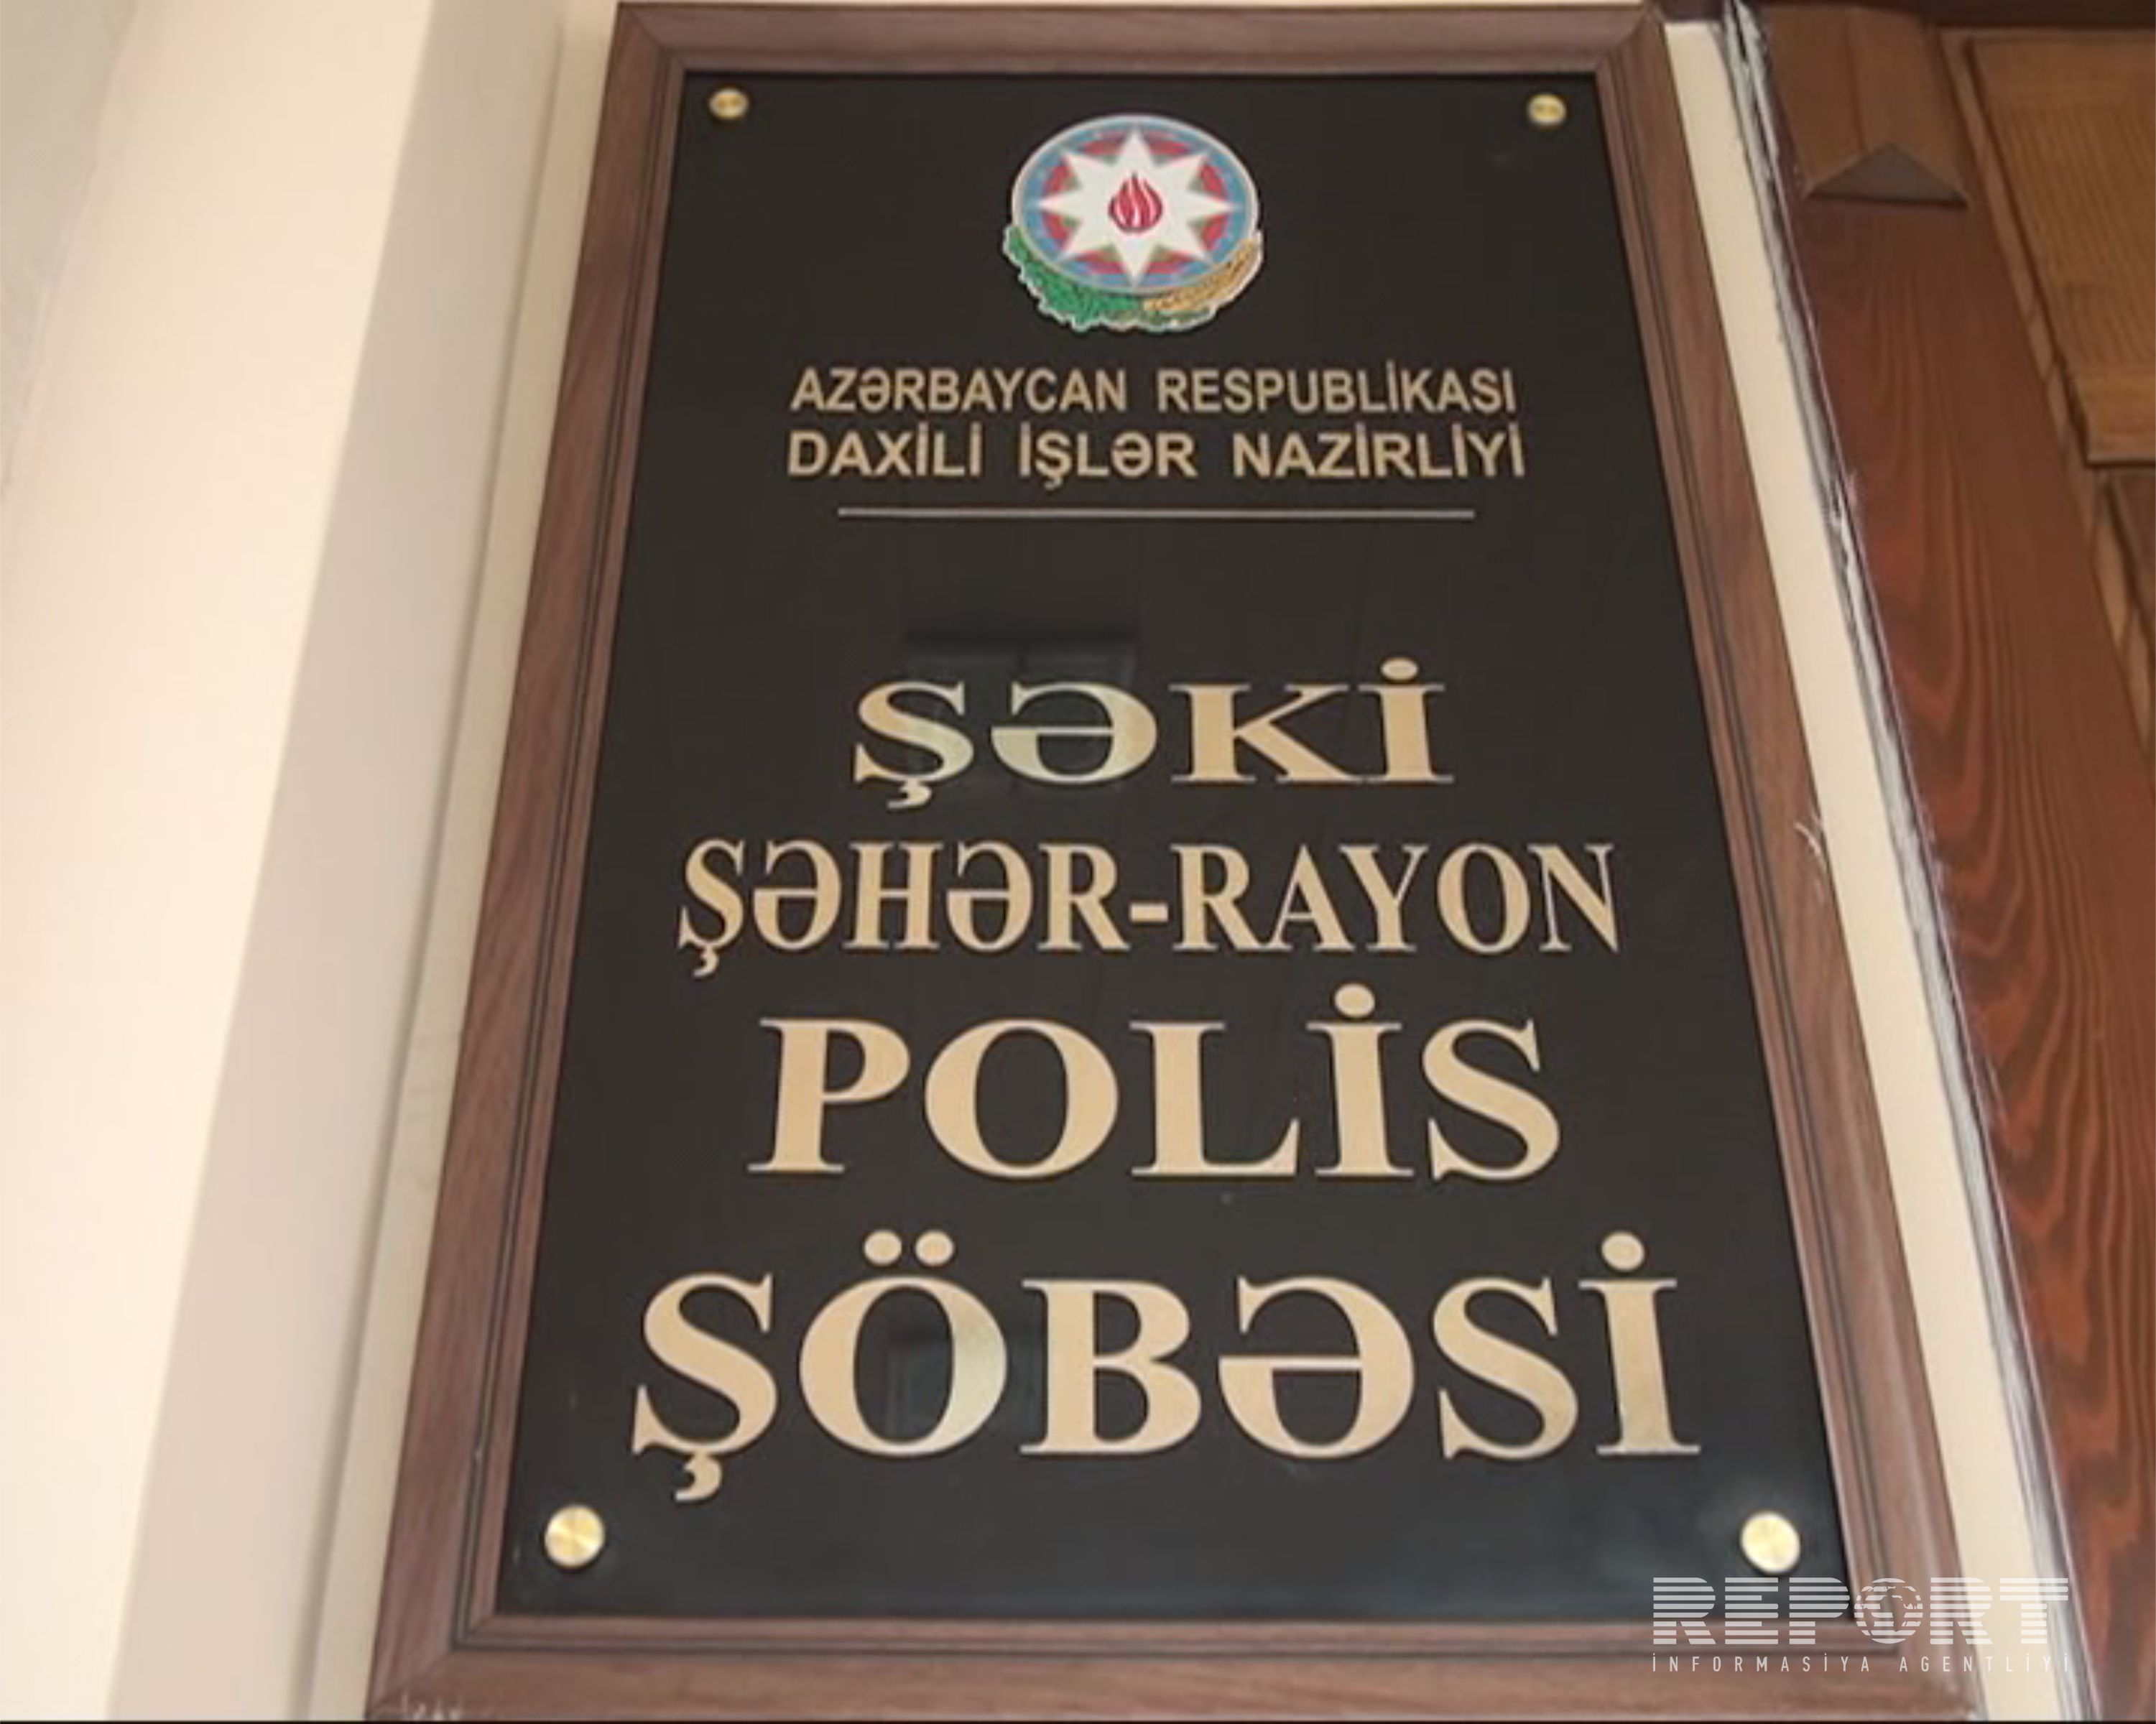 AZƏRBAYCAN RESPUBLİKASI
DAXİLİ İŞLƏR NAZİRLİYİ
ŞƏKİ
ŞƏHƏR-RAYON
POLİS
ŞÖBƏSİ
REPORT
İNFORMASİYA AGENTLİYİ